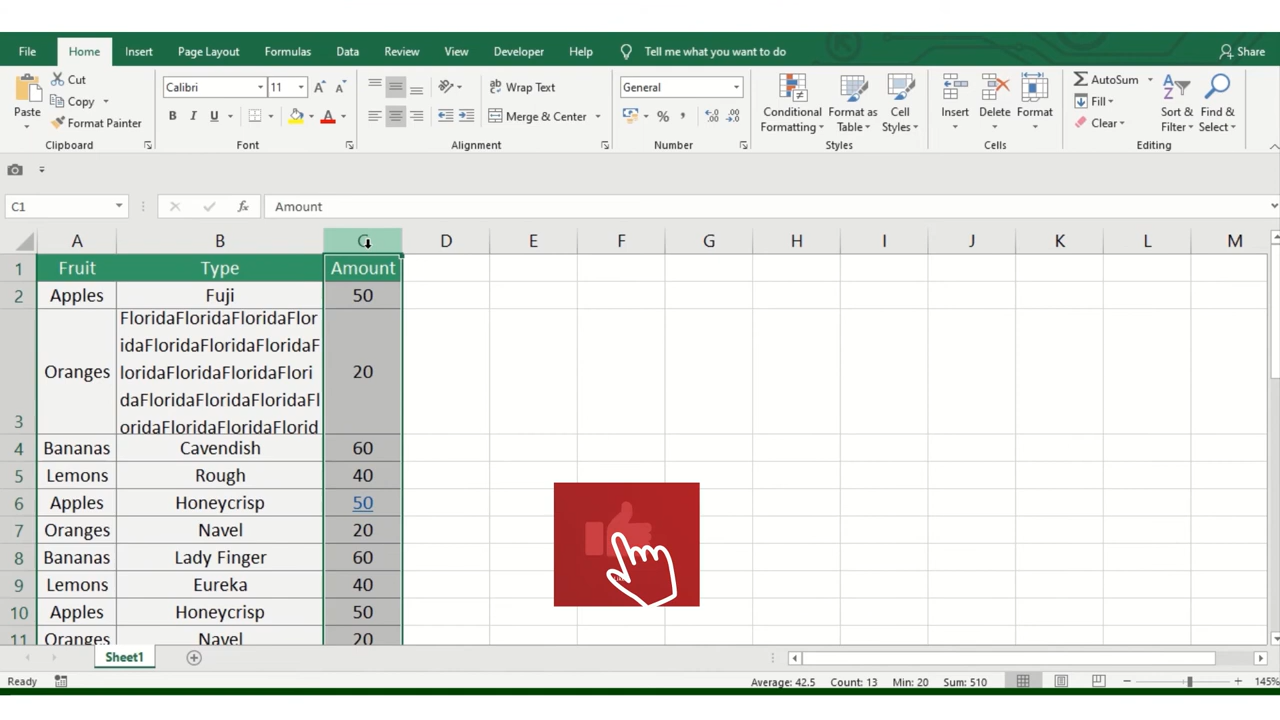 File Home Insert Page Layout Formulas Data Review View Developer Help Tell me what you want to do Share
Paste Cut Copy Format Painter Clipboard
Calibri 11 A A B I U A Font
Wrap Text Merge & Center Alignment
General % , Number
Conditional Formatting Format as Table Cell Styles Styles
Insert Delete Format Cells
AutoSum Fill Clear Sort & Filter Find & Select Editing
C1 fx Amount
A B C D E F G H I J K L M
1 Fruit Type Amount
2 Apples Fuji 50
FloridaFloridaFloridaFlor
idaFloridaFloridaFloridaF
3 Oranges loridaFloridaFloridaFlori 20
daFloridaFloridaFloridaFl
oridaFloridaFloridaFlorid
4 Bananas Cavendish 60
5 Lemons Rough 40
6 Apples Honeycrisp 50
7 Oranges Navel 20
8 Bananas Lady Finger 60
9 Lemons Eureka 40
10 Apples Honeycrisp 50
11 Oranges Navel 20
Sheet1
Ready Average: 42.5 Count: 13 Min: 20 Sum: 510 145%